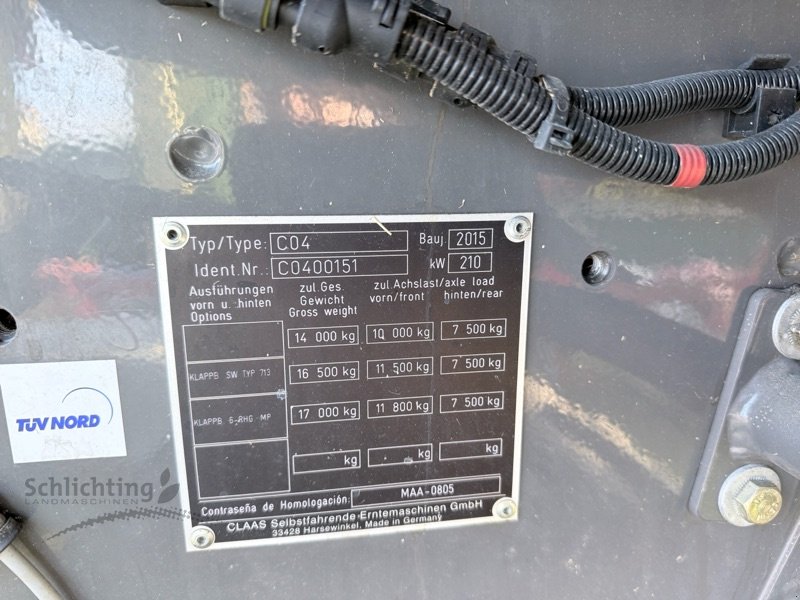 Typ/Type: C04 Bauj. 2015
Ident.Nr.: C0400151 kW 210
Ausführungen vorn u. hinten Options
zul.Ges. Gewicht Gross weight
zul.Achslast/axle load
vorn/front hinten/rear
14 000 kg 10 000 kg 7 500 kg
KLAPPB SW TYP 713 16 500 kg 11 500 kg 7 500 kg
KLAPPB 6-RHG MP 17 000 kg 11 800 kg 7 500 kg
kg kg kg
Contraseña de Homologación: MAA-0805
CLAAS Selbstfahrende Erntemaschinen GmbH
33428 Harsewinkel, Made in Germany
TÜV NORD
Schlichting
LANDMASCHINEN